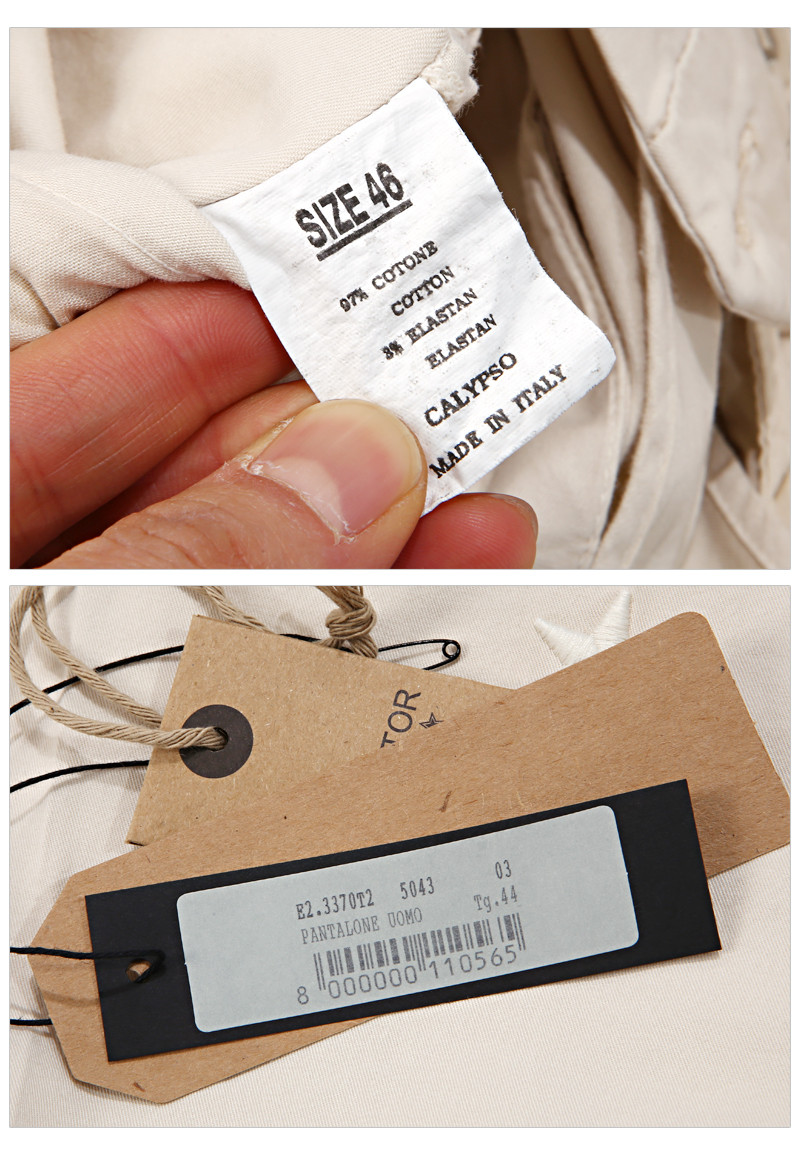 SIZE 46
97% COTONE
COTTON
3% ELASTAN
ELASTAN
CALYPSO
MADE IN ITALY
TOR
E2.3370T2 5043 03
PANTALONE UOMO Tg.44
8 000000 110565